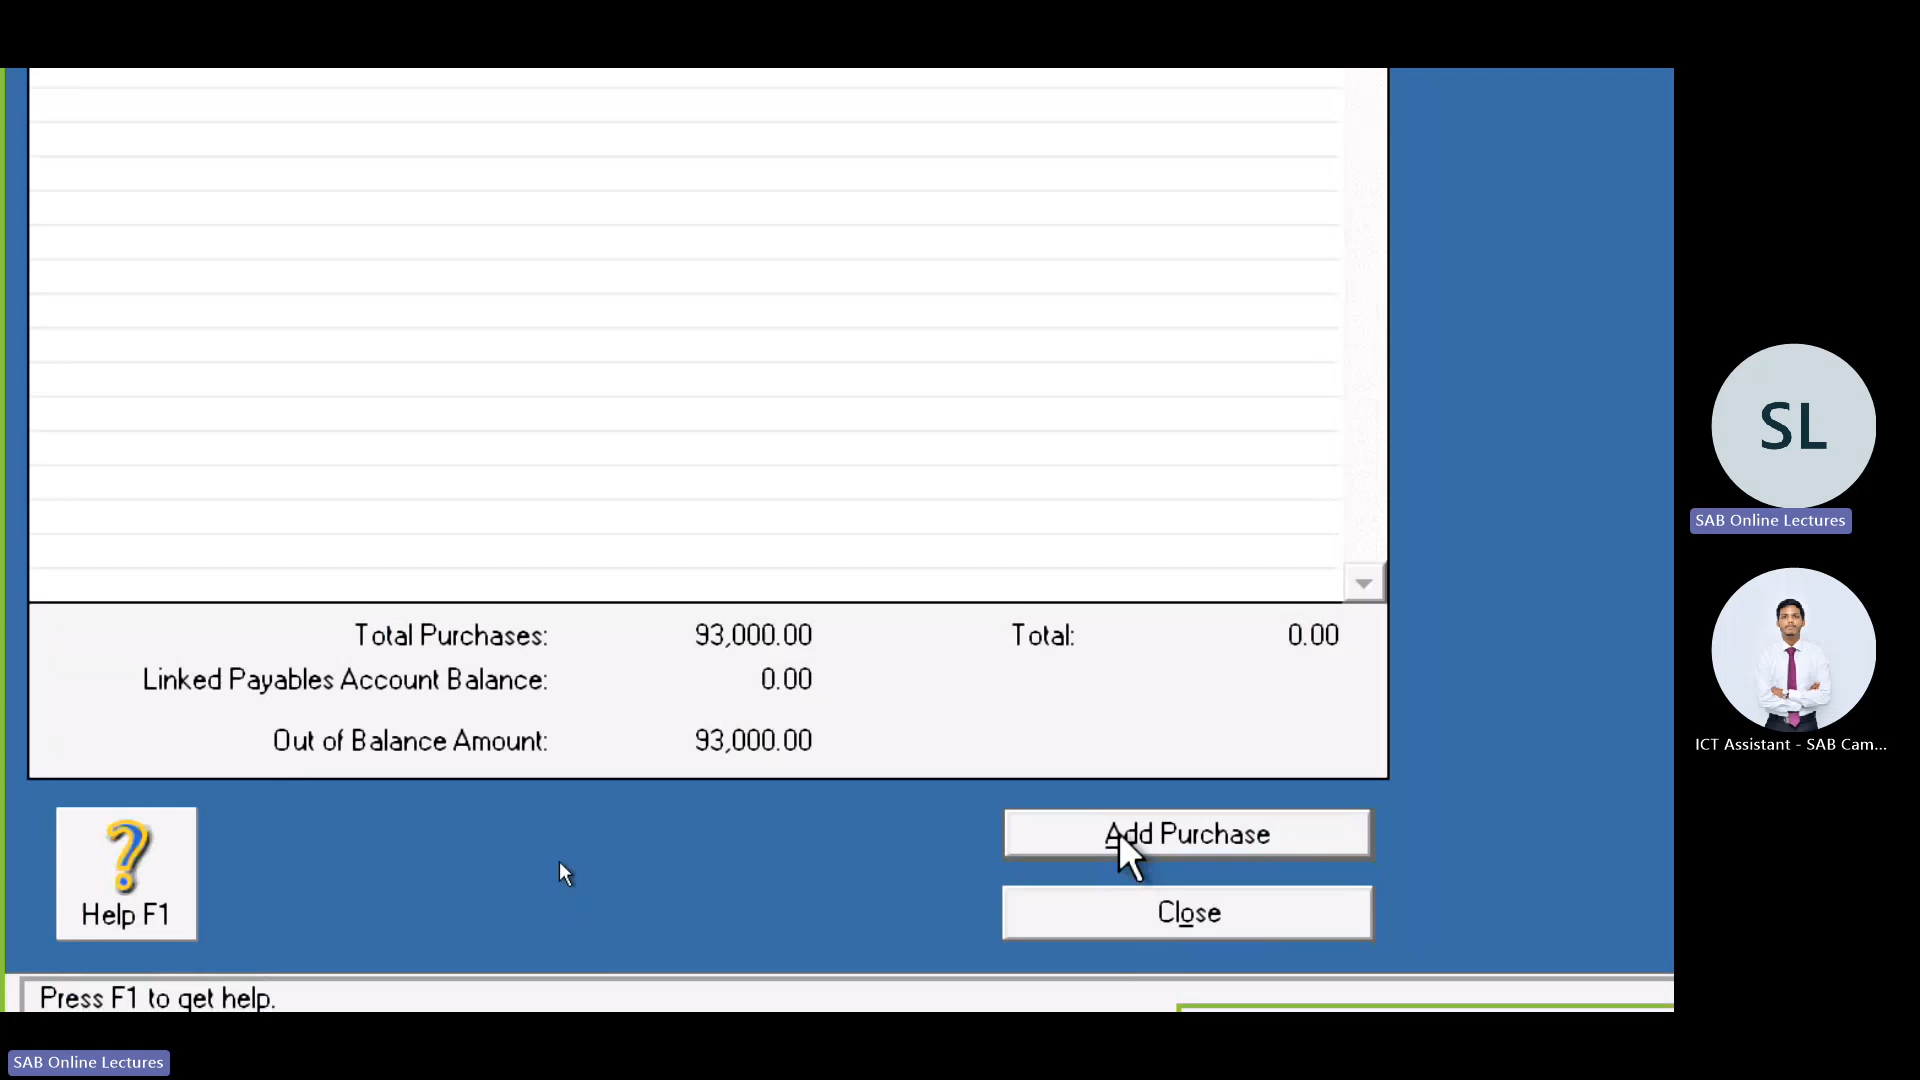 Total Purchases: 93,000.00 Total: 0.00
Linked Payables Account Balance: 0.00
Out of Balance Amount: 93,000.00
Help F1
Add Purchase
Close
Press F1 to get help.
SL
SAB Online Lectures
ICT Assistant - SAB Cam...
SAB Online Lectures